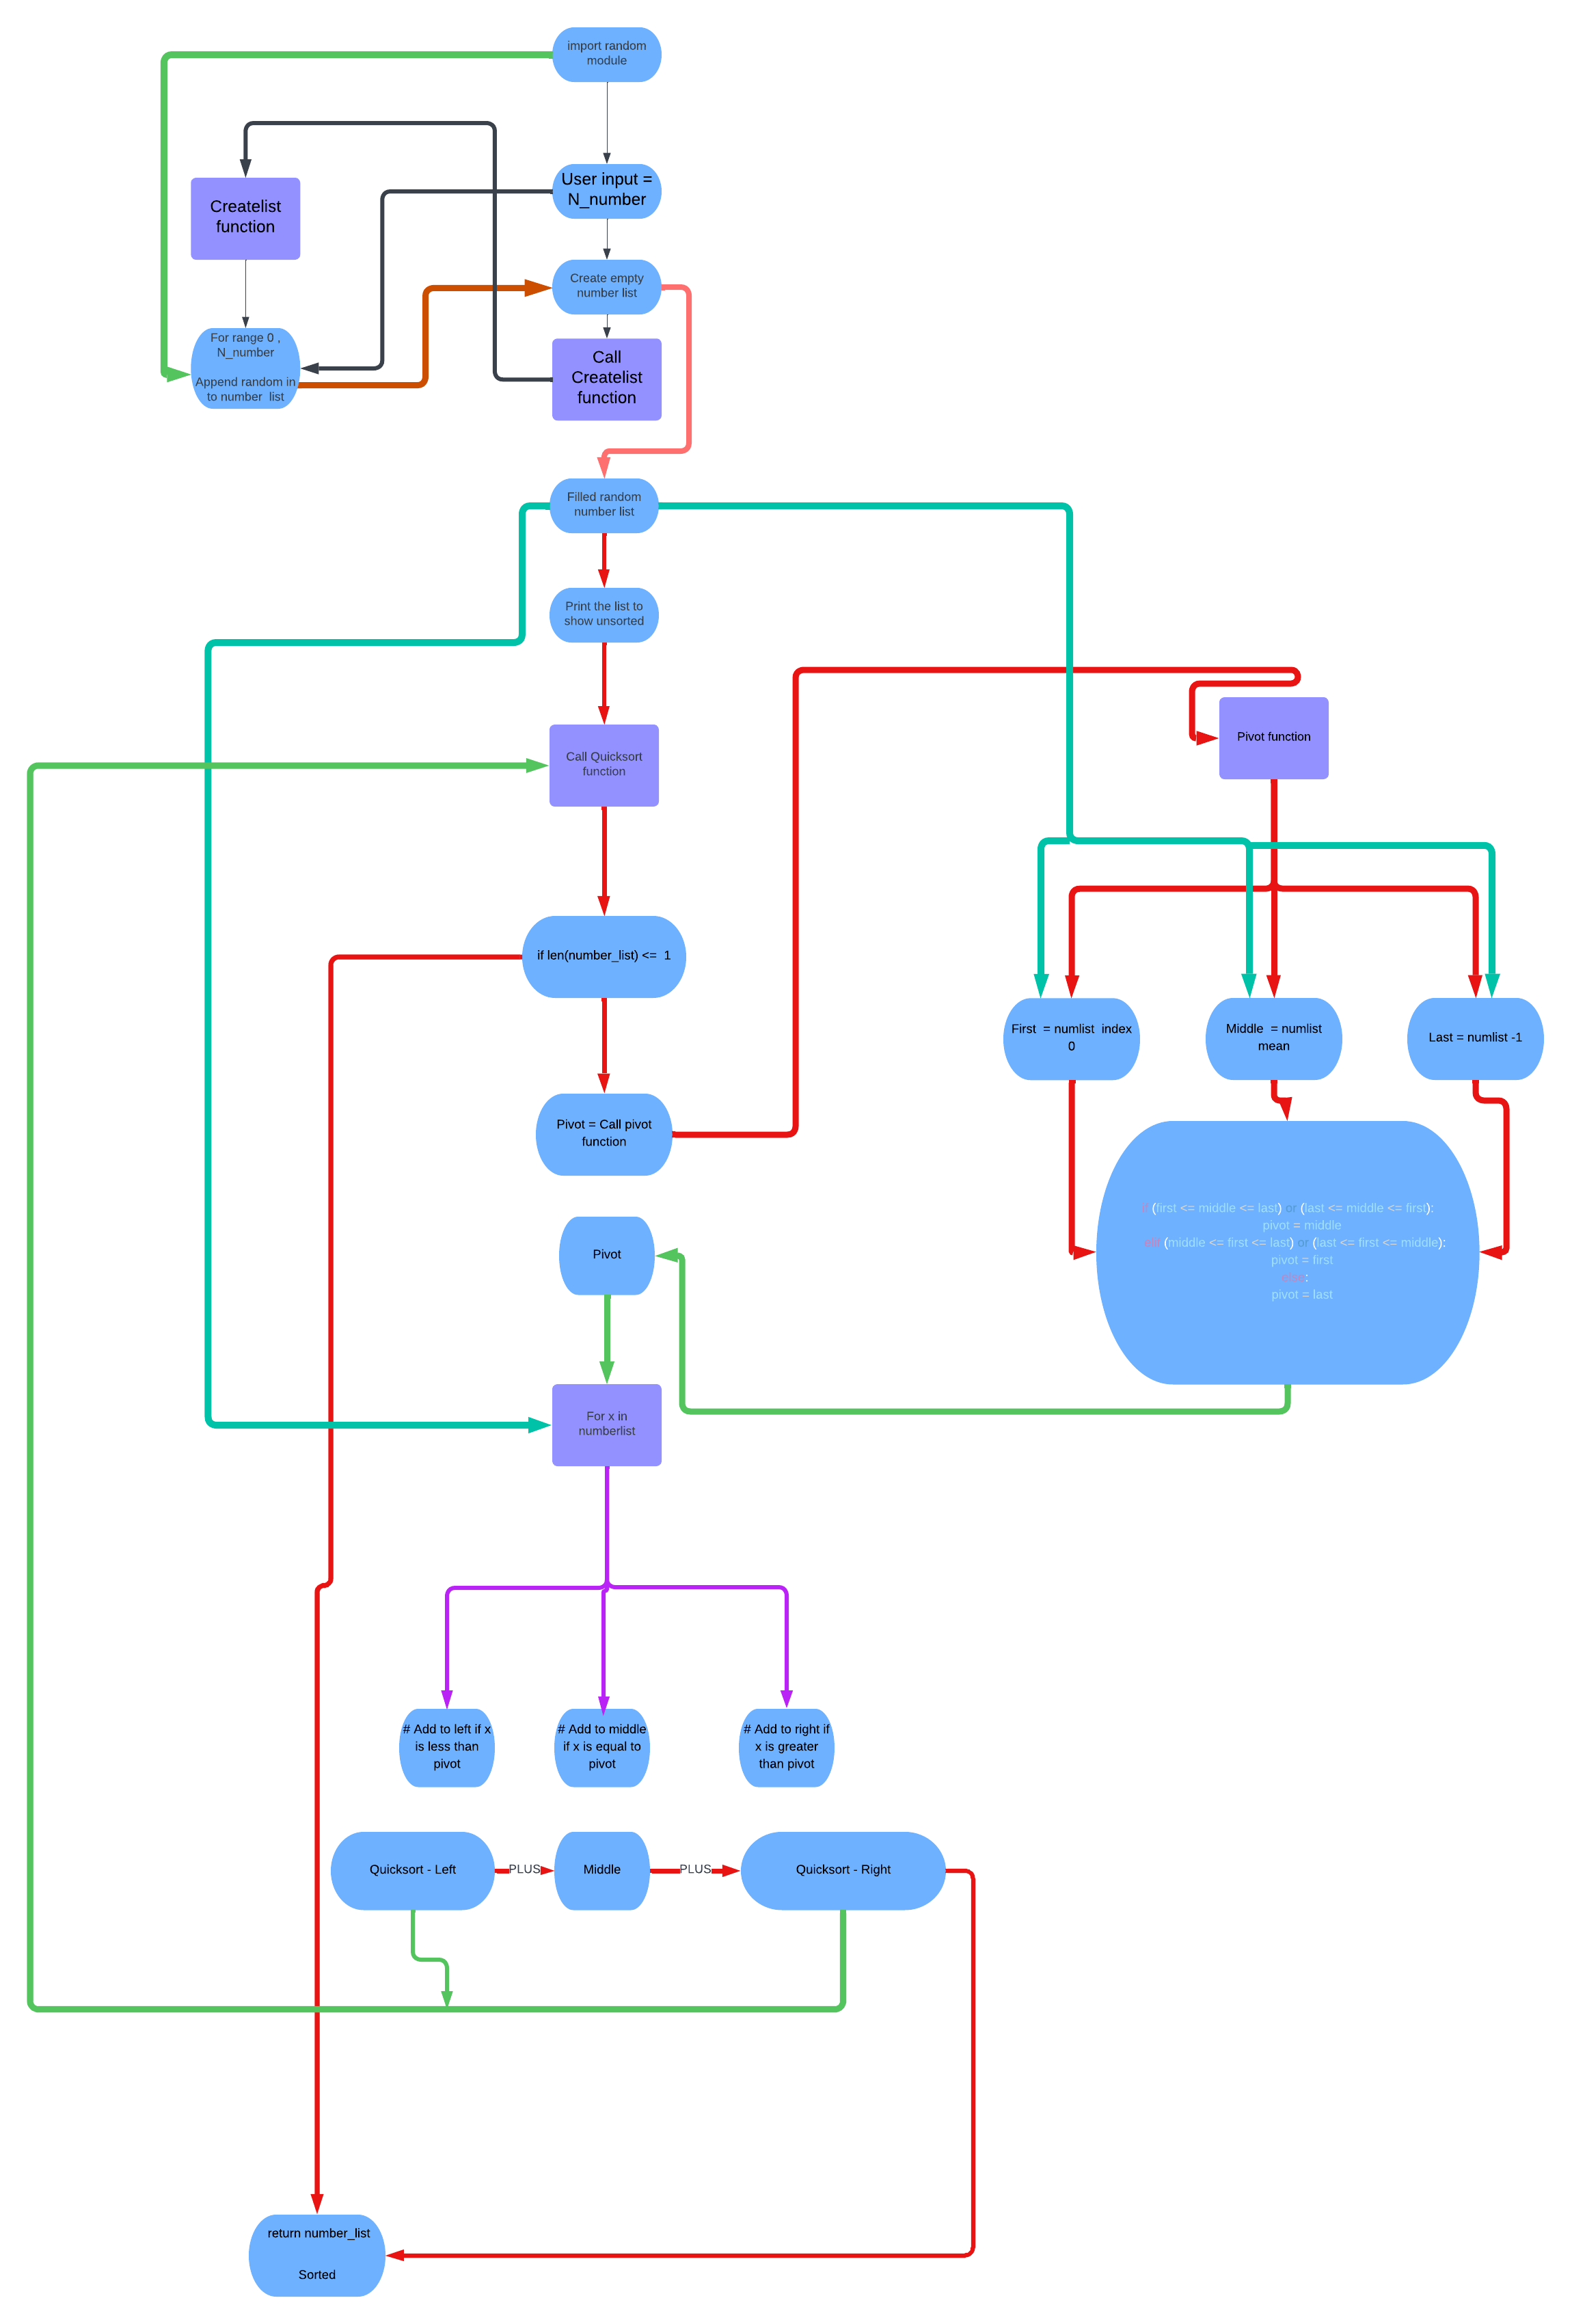 import random
module
User input =
N_number
Createlist
function
Create empty
number list
For range 0 ,
N_number
Append random in
to number  list
Call
Createlist
function
Filled random
number list
Print the list to
show unsorted
Pivot function
Call Quicksort
function
if len(number_list) <=  1
First  = numlist  index
0
Middle  = numlist
mean
Last = numlist -1
Pivot = Call pivot
function
if (first <= middle <= last) or (last <= middle <= first):
pivot = middle
elif (middle <= first <= last) or (last <= first <= middle):
pivot = first
else:
pivot = last
Pivot
For x in
numberlist
# Add to left if x
is less than
pivot
# Add to middle
if x is equal to
pivot
# Add to right if
x is greater
than pivot
Quicksort - Left
PLUS
Middle
PLUS
Quicksort - Right
return number_list
Sorted